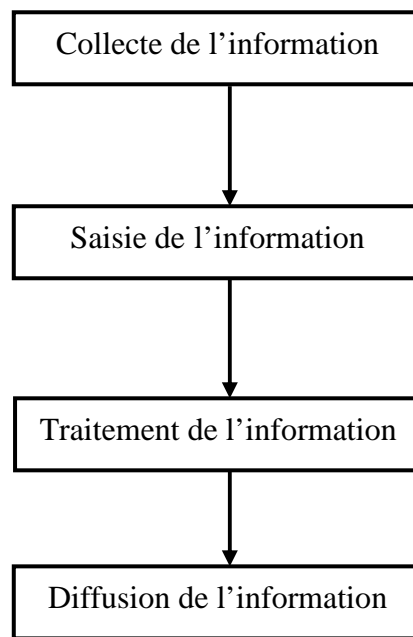 Collecte de l’information
Saisie de l’information
Traitement de l’information
Diffusion de l’information